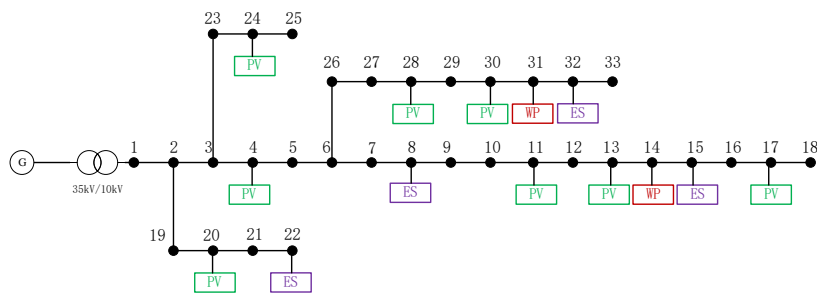 23 24 25
PV
26 27 28 29 30 31 32 33
PV PV WP ES
G
35kV/10kV
1 2 3 4 5 6 7 8 9 10 11 12 13 14 15 16 17 18
PV ES PV PV WP ES PV
19 20 21 22
PV ES